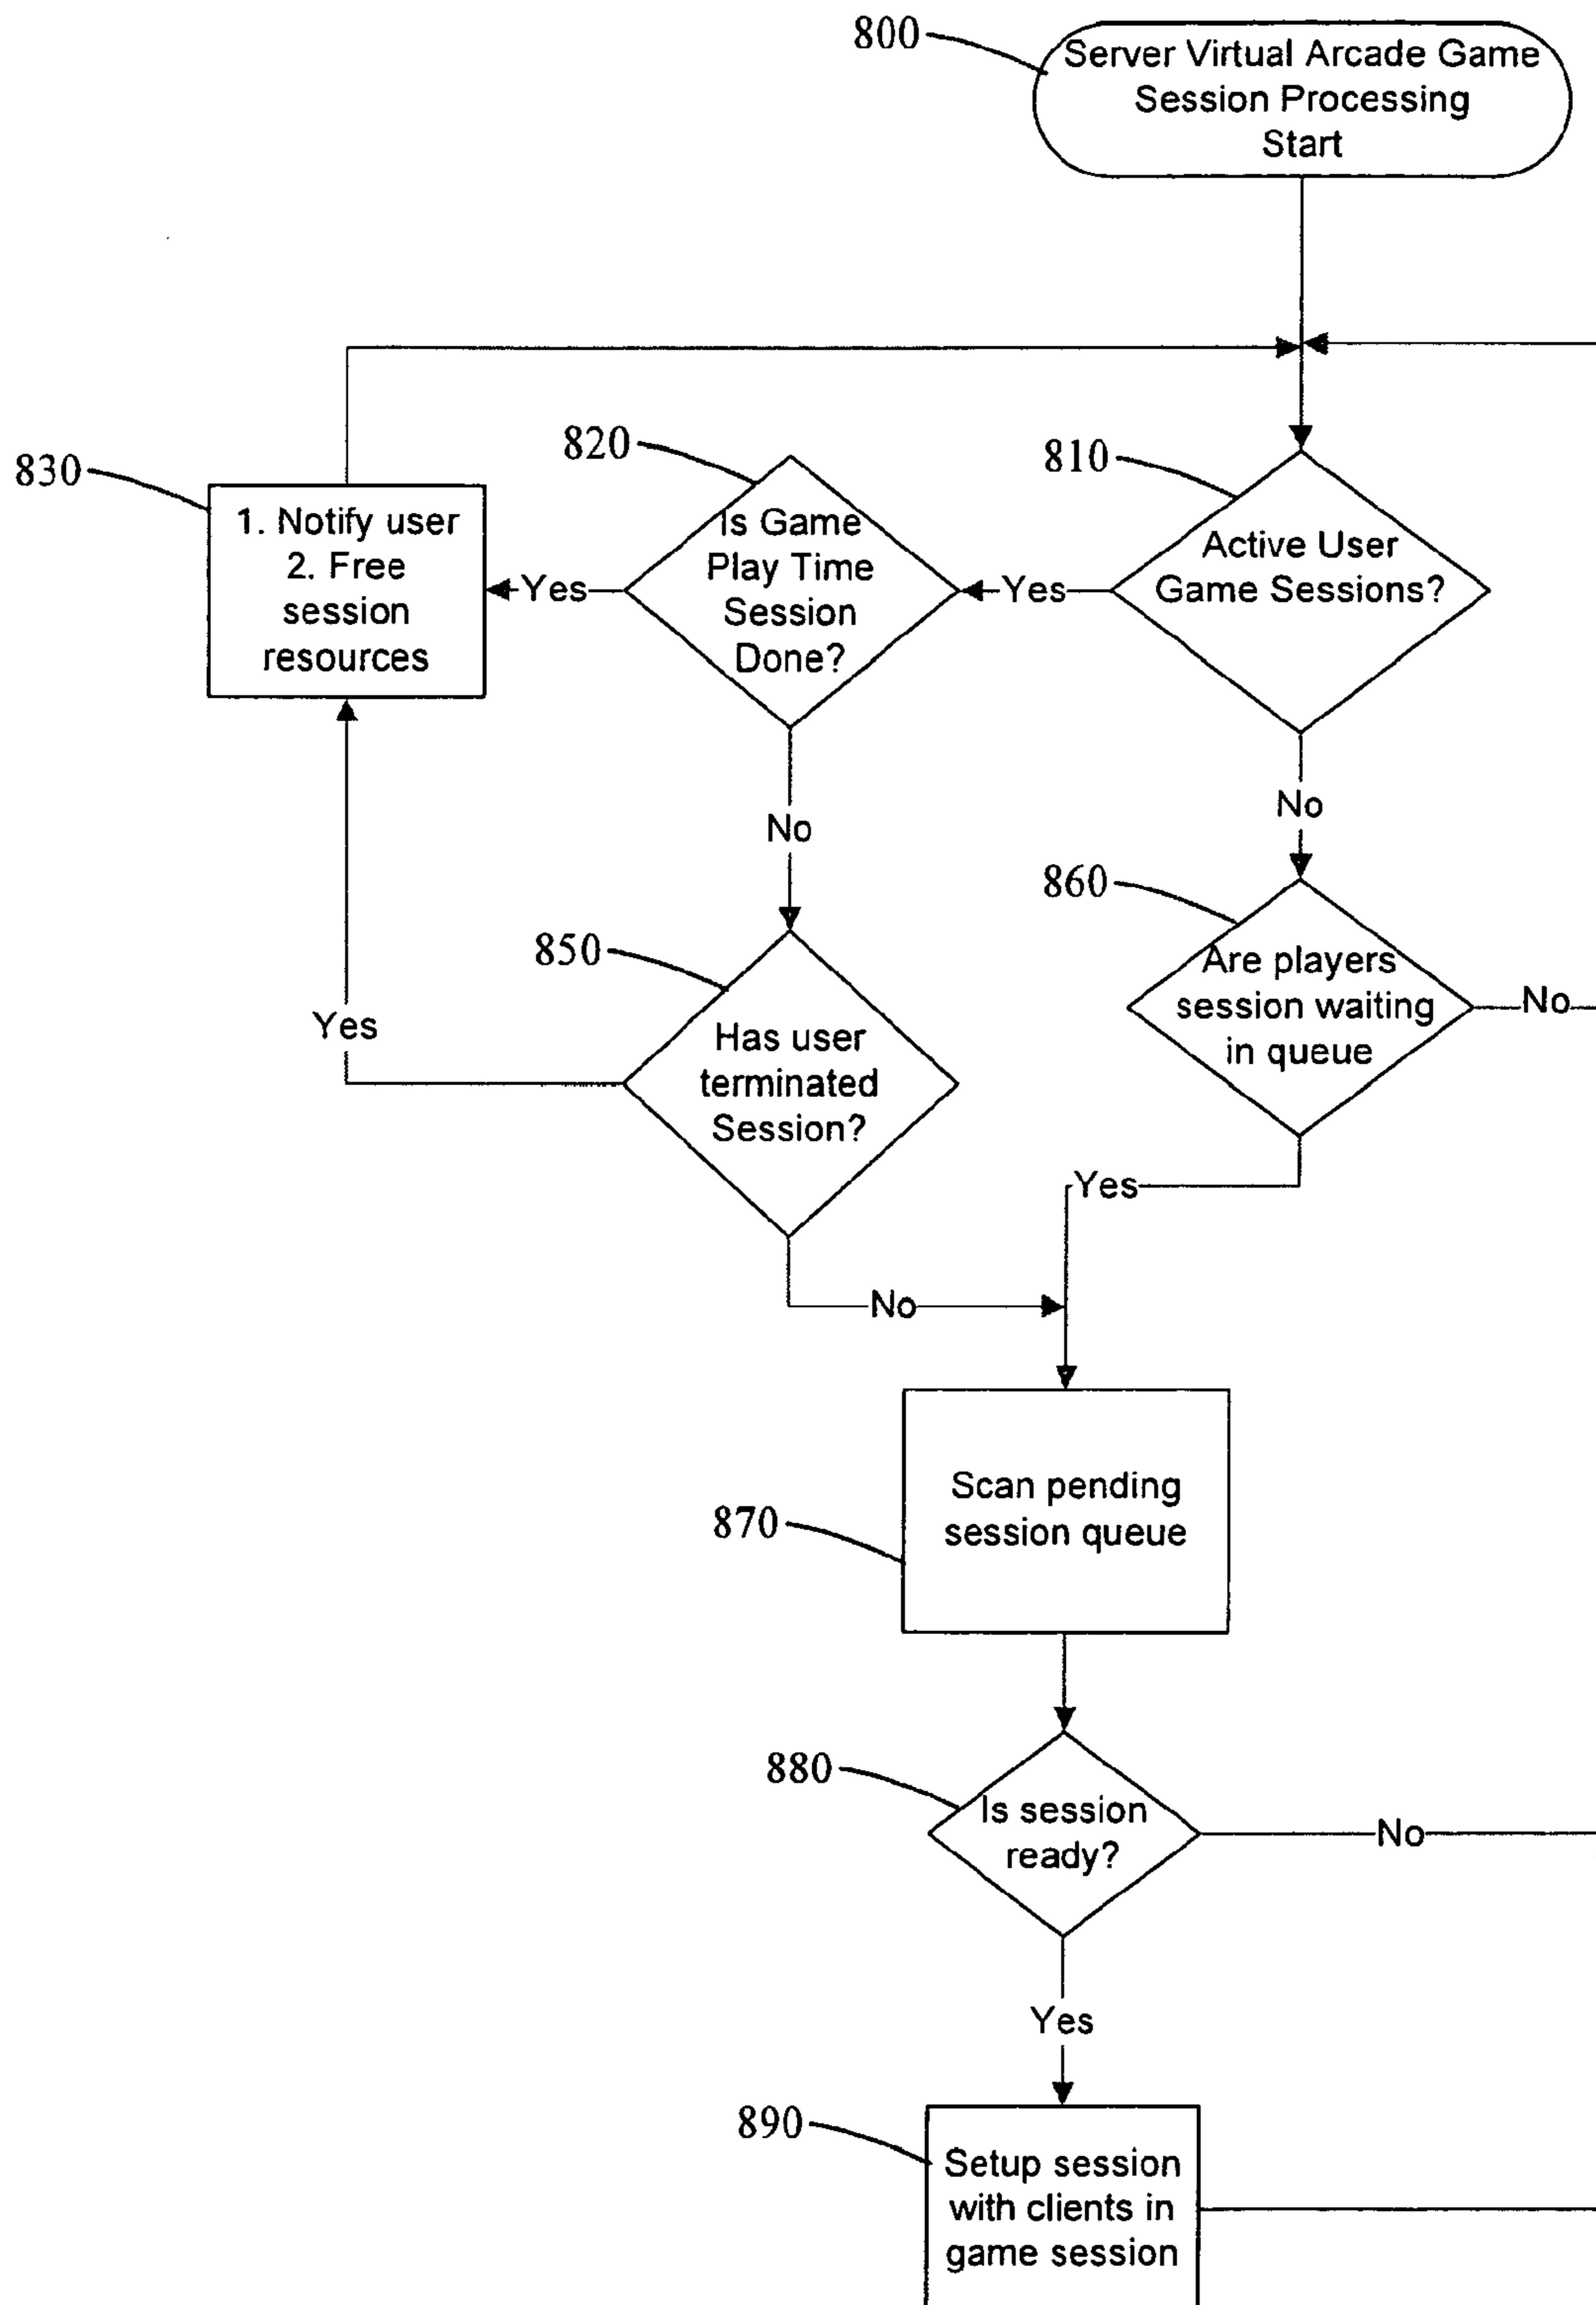 800
Server Virtual Arcade Game
Session Processing
Start
830
1. Notify user
2. Free
session
resources
820
Is Game
Play Time
Session
Done?
810
Active User
Game Sessions?
Yes
Yes
No
No
850
Has user
terminated
Session?
Yes
No
860
Are players
session waiting
in queue
No
Yes
870
Scan pending
session queue
880
Is session
ready?
No
Yes
890
Setup session
with clients in
game session